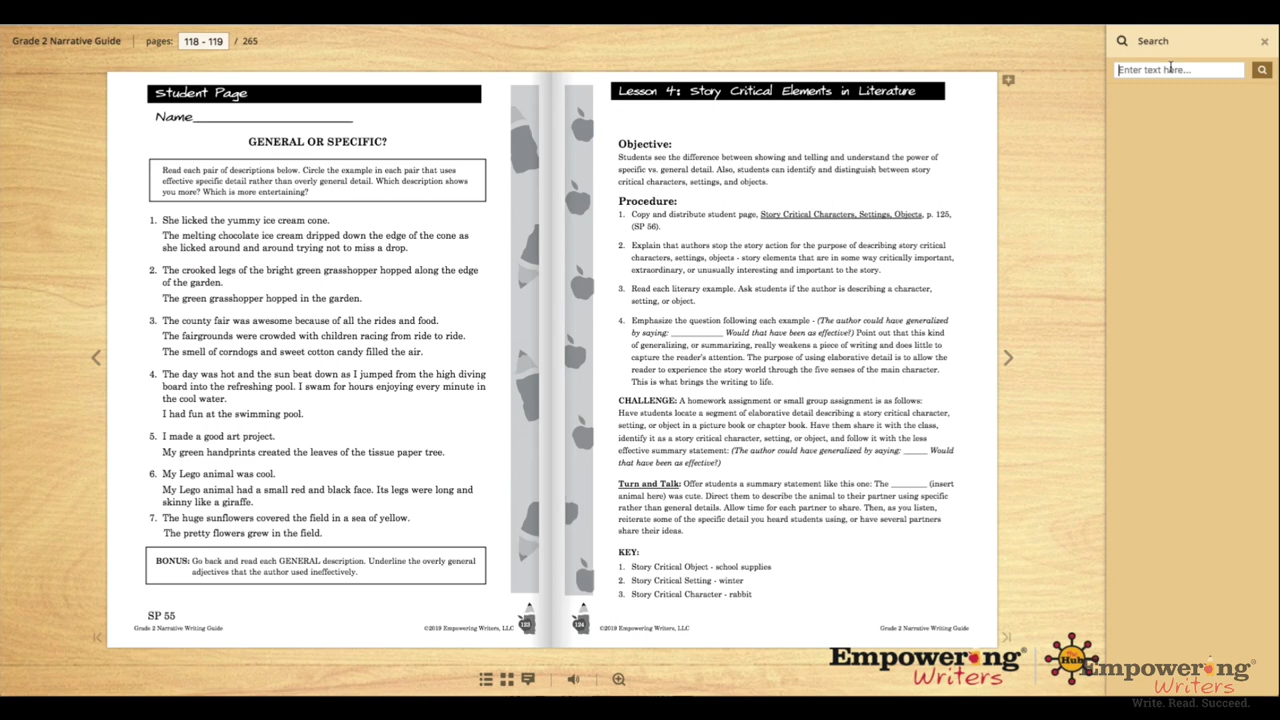 Grade 2 Narrative Guide
pages: 118 - 119 / 265
Search
Enter text here...
Student Page
Name
GENERAL OR SPECIFIC?
Read each pair of descriptions below. Circle the example in each pair that uses
effective specific detail rather than overly general detail. Which description shows
you more? Which is more entertaining?
1. She licked the yummy ice cream cone.
The melting chocolate ice cream dripped down the edge of the cone as
she licked around and around trying not to miss a drop.
2. The crooked legs of the bright green grasshopper hopped along the edge
of the garden.
The green grasshopper hopped in the garden.
3. The county fair was awesome because of all the rides and food.
The fairgrounds were crowded with children racing from ride to ride.
The smell of corndogs and sweet cotton candy filled the air.
4. The day was hot and the sun beat down as I jumped from the high diving
board into the refreshing pool. I swam for hours enjoying every minute in
the cool water.
I had fun at the swimming pool.
5. I made a good art project.
My green handprints created the leaves of the tissue paper tree.
6. My Lego animal was cool.
My Lego animal had a small red and black face. Its legs were long and
skinny like a giraffe.
7. The huge sunflowers covered the field in a sea of yellow.
The pretty flowers grew in the field.
BONUS: Go back and read each GENERAL description. Underline the overly general
adjectives that the author used ineffectively.
SP 55
Grade 2 Narrative Writing Guide
©2019 Empowering Writers, LLC
123
Lesson 4: Story Critical Elements in Literature
Objective:
Students see the difference between showing and telling and understand the power of
specific vs. general detail. Also, students can identify and distinguish between story
critical characters, settings, and objects.
Procedure:
1. Copy and distribute student page, Story Critical Characters, Settings, Objects, p. 125,
(SP 56).
2. Explain that authors stop the story action for the purpose of describing story critical
characters, settings, objects - story elements that are in some way critically important,
extraordinary, or unusually interesting and important to the story.
3. Read each literary example. Ask students if the author is describing a character,
setting, or object.
4. Emphasize the question following each example - (The author could have generalized
by saying: ____________ Would that have been as effective?) Point out that this kind
of generalizing, or summarizing, really weakens a piece of writing and does little to
capture the reader's attention. The purpose of using elaborative detail is to allow the
reader to experience the story world through the five senses of the main character.
This is what brings the writing to life.
CHALLENGE: A homework assignment or small group assignment is as follows:
Have students locate a segment of elaborative detail describing a story critical character,
setting, or object in a picture book or chapter book. Have them share it with the class,
identify it as a story critical character, setting, or object, and follow it with the less
effective summary statement: (The author could have generalized by saying: _____ Would
that have been as effective?)
Turn and Talk: Offer students a summary statement like this one: The ________ (insert
animal here) was cute. Direct them to describe the animal to their partner using specific
rather than general details. Allow time for each partner to share. Then, as you listen,
reiterate some of the specific detail you heard students using, or have several partners
share their ideas.
KEY:
1. Story Critical Object - school supplies
2. Story Critical Setting - winter
3. Story Critical Character - rabbit
124
©2019 Empowering Writers, LLC
Grade 2 Narrative Writing Guide
Empowering
Writers
The Hub
Empowering
Writers
Write. Read. Succeed.